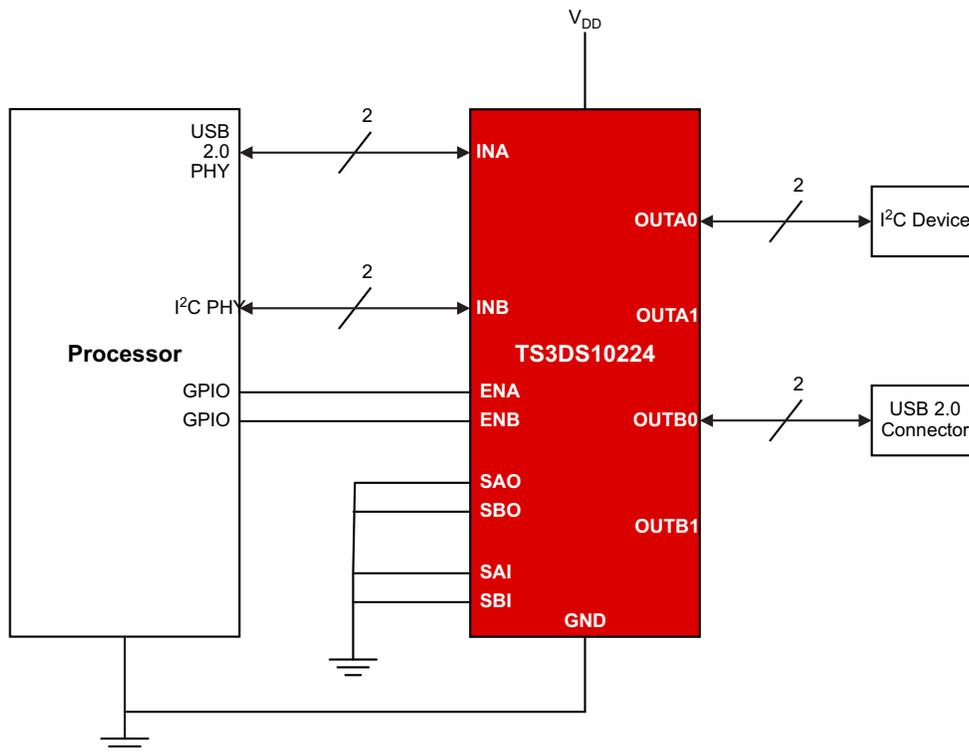 VDD
USB
2.0
PHY
2
INA
OUTA0
2
I²C Device
I²C PHY
2
INB
OUTA1
Processor
TS3DS10224
GPIO
ENA
GPIO
ENB
OUTB0
2
USB 2.0
Connector
SAO
SBO
OUTB1
SAI
SBI
GND